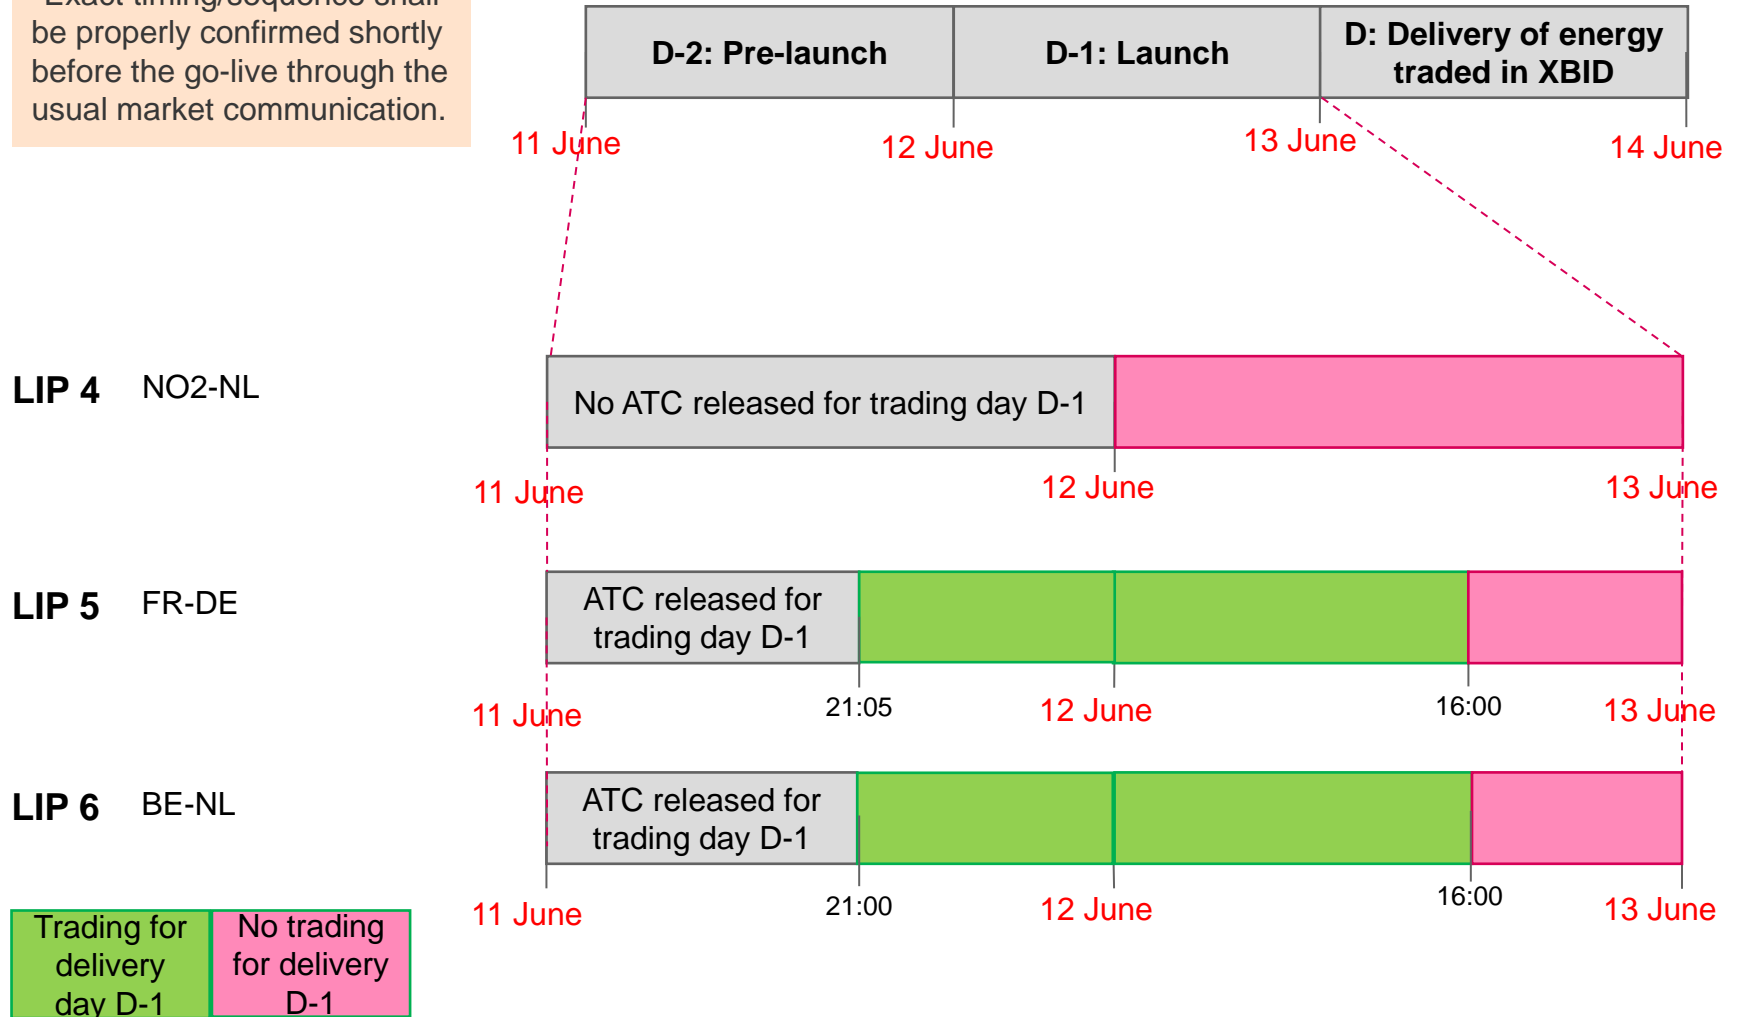 Exact timing/sequence shall
be properly confirmed shortly
before the go-live through the
usual market communication.
D-2: Pre-launch
D-1: Launch
D: Delivery of energy
traded in XBID
11 June
12 June
13 June
14 June
LIP 4 NO2-NL
No ATC released for trading day D-1
11 June
12 June
13 June
LIP 5 FR-DE
ATC released for
trading day D-1
11 June
21:05
12 June
16:00
13 June
LIP 6 BE-NL
ATC released for
trading day D-1
11 June
21:00
12 June
16:00
13 June
Trading for
delivery
day D-1
No trading
for delivery
D-1